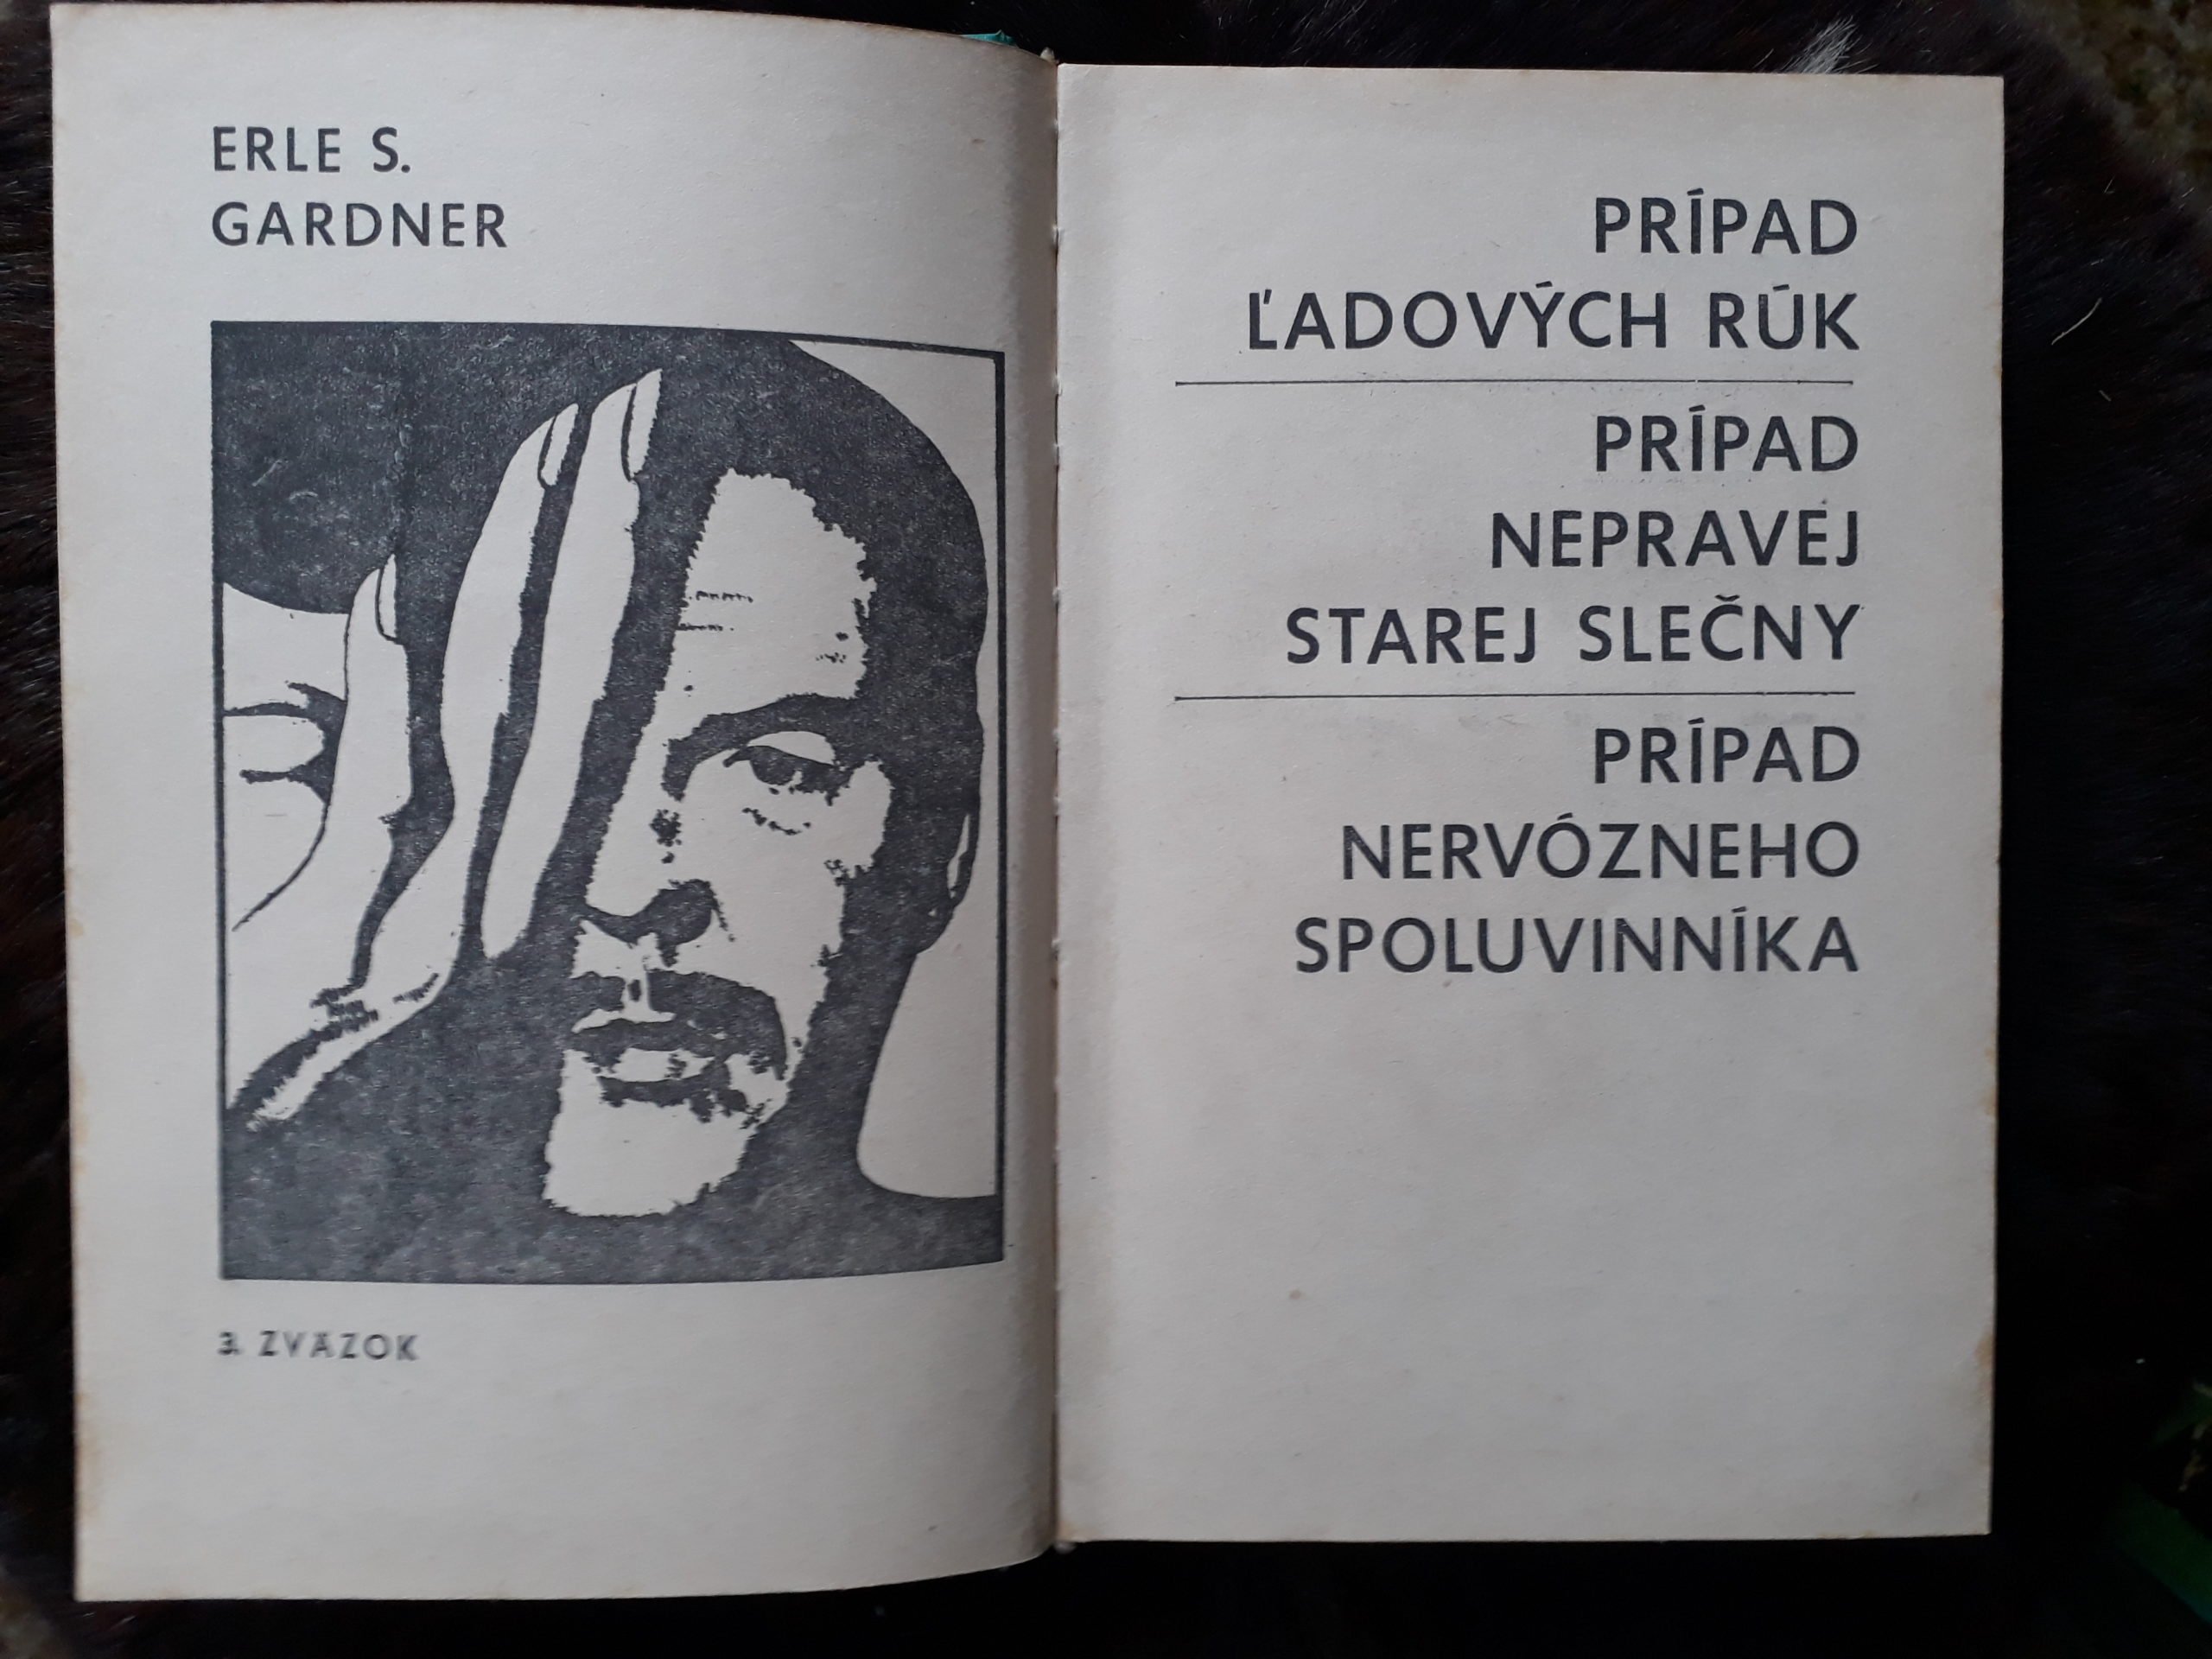 ERLE S.
GARDNER
3. ZVÄZOK
PRÍPAD
ĽADOVÝCH RÚK
PRÍPAD
NEPRAVEJ
STAREJ SLEČNY
PRÍPAD
NERVÓZNEHO
SPOLUVINNÍKA